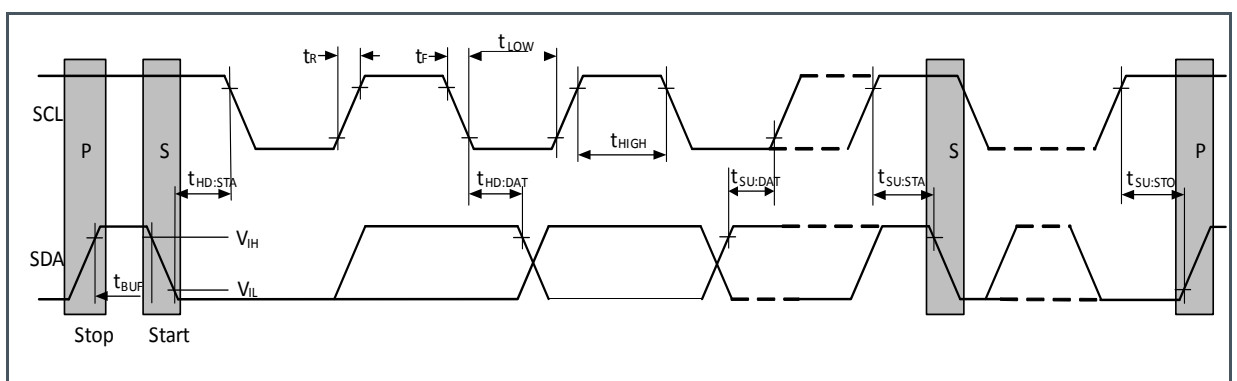 tR
tF
tLOW
SCL
P
S
tHIGH
S
P
tHD:STA
tHD:DAT
tSU:DAT
tSU:STA
tSU:STO
VIH
SDA
tBUF
VIL
Stop
Start